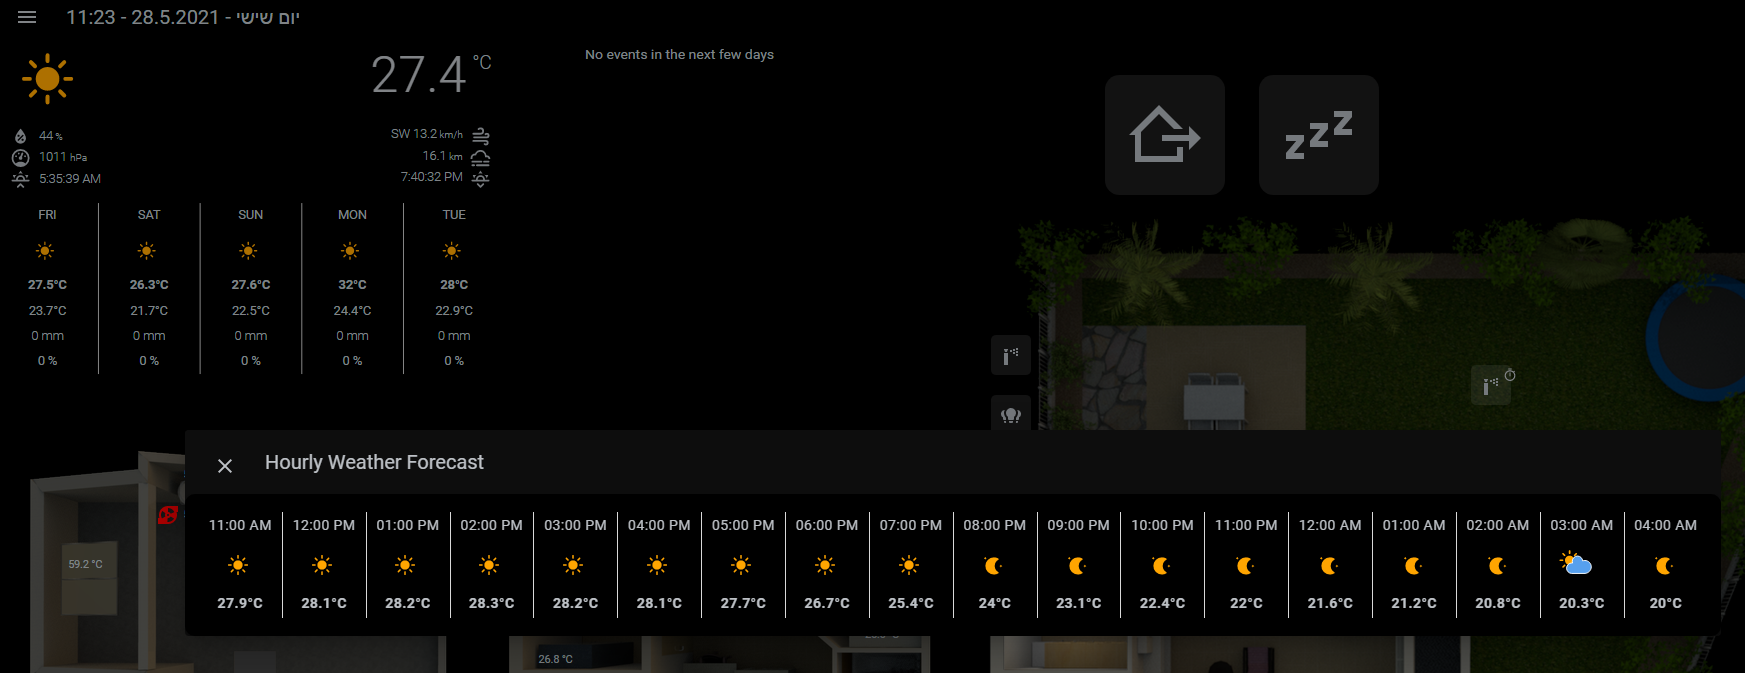 11:23 - 28.5.2021 - יום שישי
27.4 °C
44 %
1011 hPa
5:35:39 AM
SW 13.2 km/h
16.1 km
7:40:32 PM
FRI SAT SUN MON TUE
27.5°C 26.3°C 27.6°C 32°C 28°C
23.7°C 21.7°C 22.5°C 24.4°C 22.9°C
0 mm 0 mm 0 mm 0 mm 0 mm
0 % 0 % 0 % 0 % 0 %
No events in the next few days
zzz
Hourly Weather Forecast
11:00 AM 12:00 PM 01:00 PM 02:00 PM 03:00 PM 04:00 PM 05:00 PM 06:00 PM 07:00 PM 08:00 PM 09:00 PM 10:00 PM 11:00 PM 12:00 AM 01:00 AM 02:00 AM 03:00 AM 04:00 AM
27.9°C 28.1°C 28.2°C 28.3°C 28.2°C 28.1°C 27.7°C 26.7°C 25.4°C 24°C 23.1°C 22.4°C 22°C 21.6°C 21.2°C 20.8°C 20.3°C 20°C
59.2 °C
26.8 °C